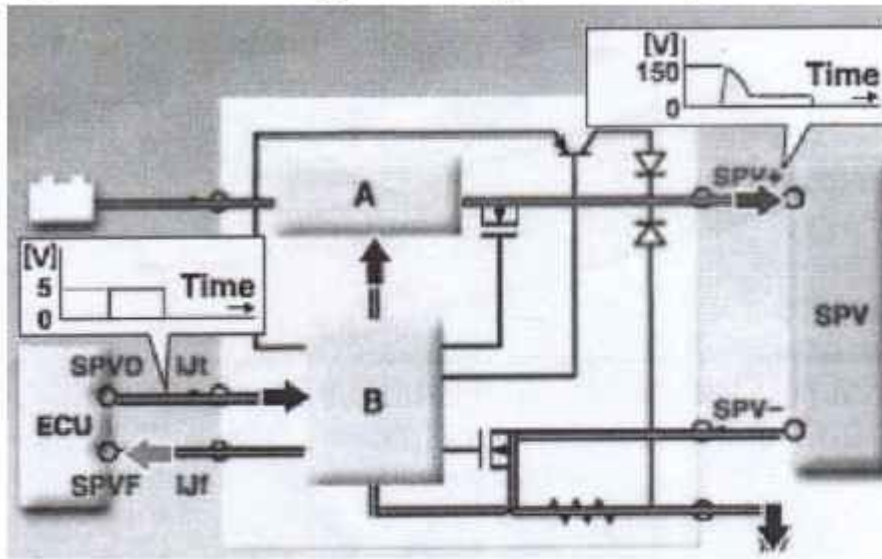 [V]
150
0
Time
SPV+
A
[V]
5
0
Time
SPV
SPVD
IJt
B
SPV-
ECU
SPVF
IJf